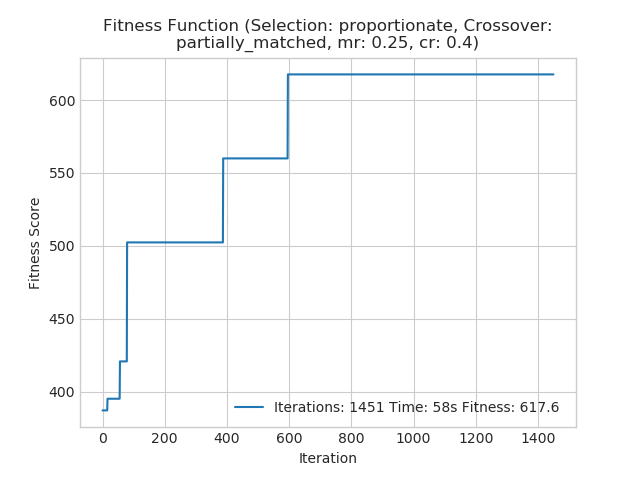 Fitness Function (Selection: proportionate, Crossover:
partially_matched, mr: 0.25, cr: 0.4)
600
550
500
450
400
Fitness Score
Iterations: 1451 Time: 58s Fitness: 617.6
0 200 400 600 800 1000 1200 1400
Iteration